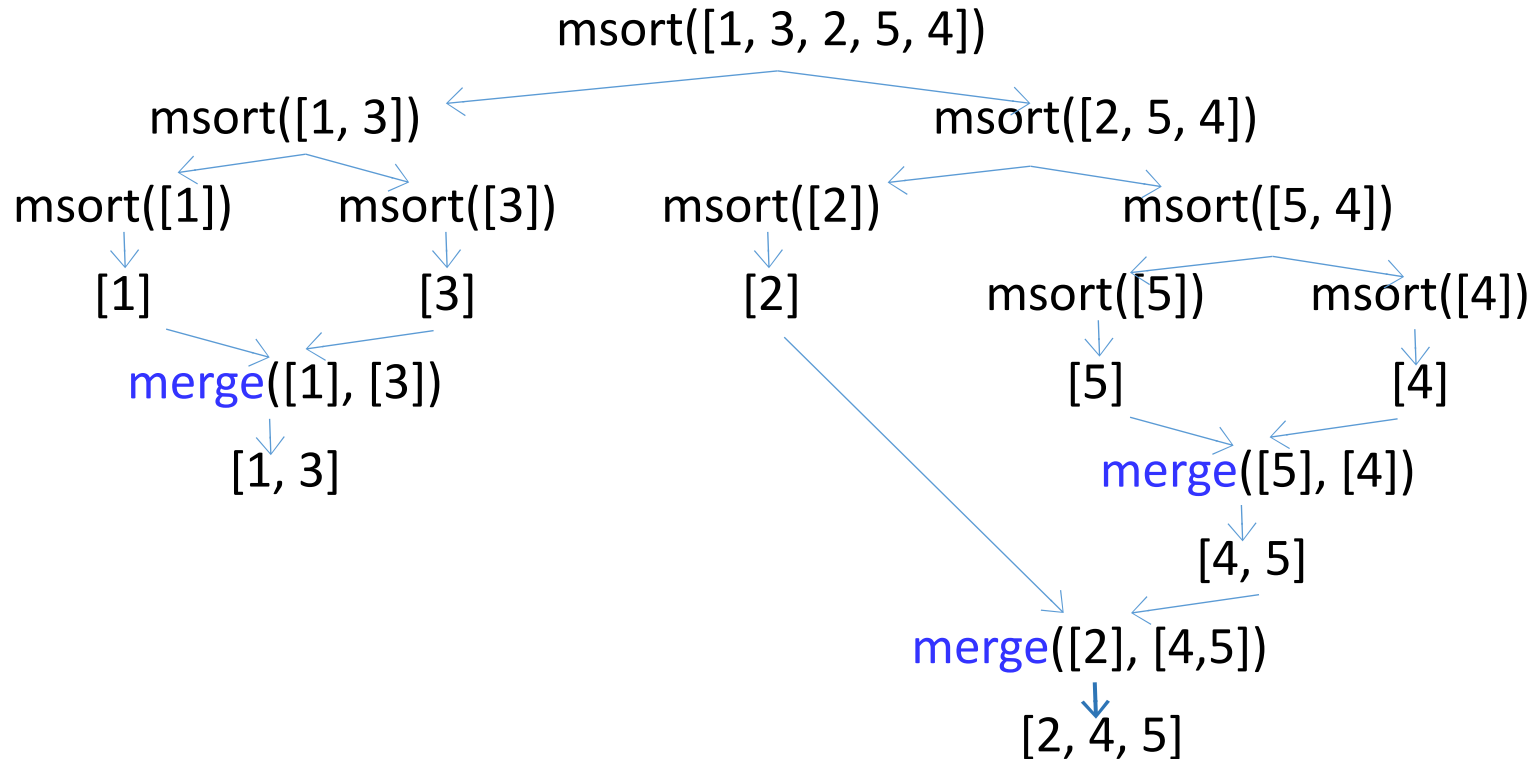 msort([1, 3, 2, 5, 4])
msort([1, 3])
msort([2, 5, 4])
msort([1])
msort([3])
msort([2])
msort([5, 4])
[1]
[3]
[2]
msort([5])
msort([4])
merge([1], [3])
[5]
[4]
[1, 3]
merge([5], [4])
[4, 5]
merge([2], [4,5])
[2, 4, 5]